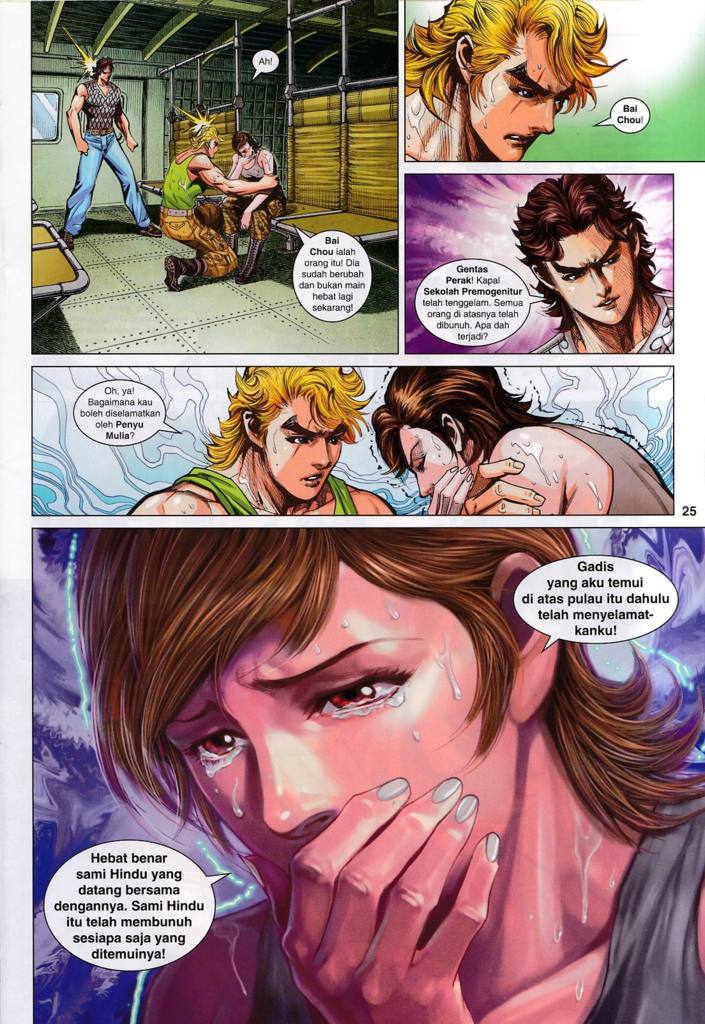 Ah!
Bai
Chou ialah
orang itu! Dia
sudah berubah
dan bukan main
hebat lagi
sekarang!
Bai
Chou!
Gentas
Perak! Kapal
Sekolah Premogenitur
telah tenggelam. Semua
orang di atasnya telah
dibunuh. Apa dah
terjadi?
Oh, ya!
Bagaimana kau
boleh diselamatkan
oleh Penyu
Mulia?
25
Gadis
yang aku temui
di atas pulau itu dahulu
telah menyelamat-
kanku!
Hebat benar
sami Hindu yang
datang bersama
dengannya. Sami Hindu
itu telah membunuh
sesiapa saja yang
ditemuinya!